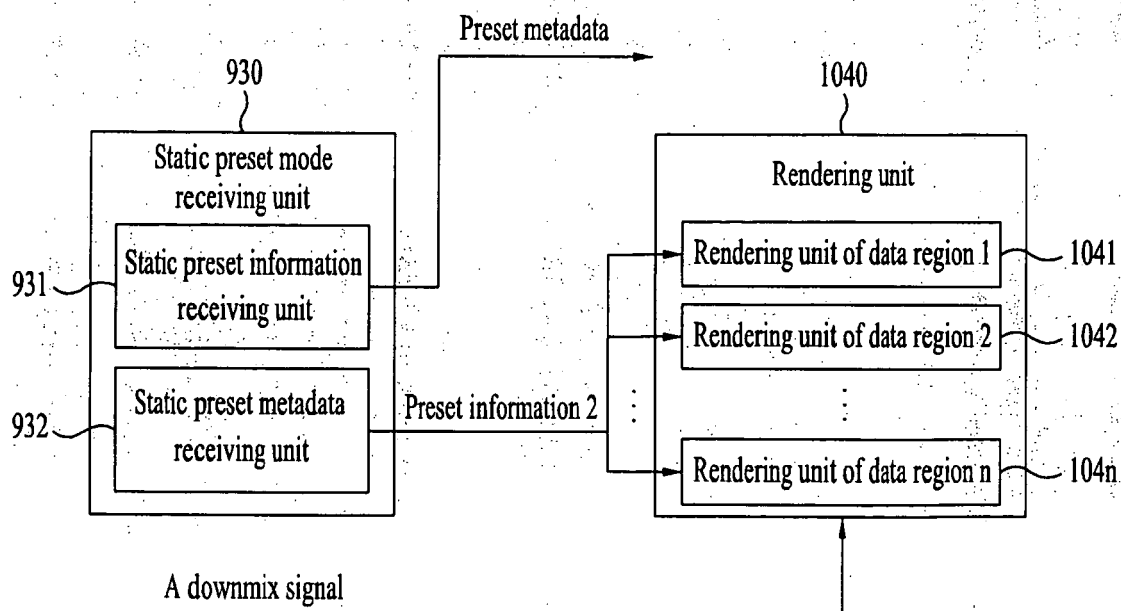 Preset metadata
930
1040
Static preset mode
receiving unit
Rendering unit
931
Static preset information
receiving unit
Rendering unit of data region 1
1041
Rendering unit of data region 2
1042
932
Static preset metadata
receiving unit
Preset information 2
Rendering unit of data region n
104n
A downmix signal